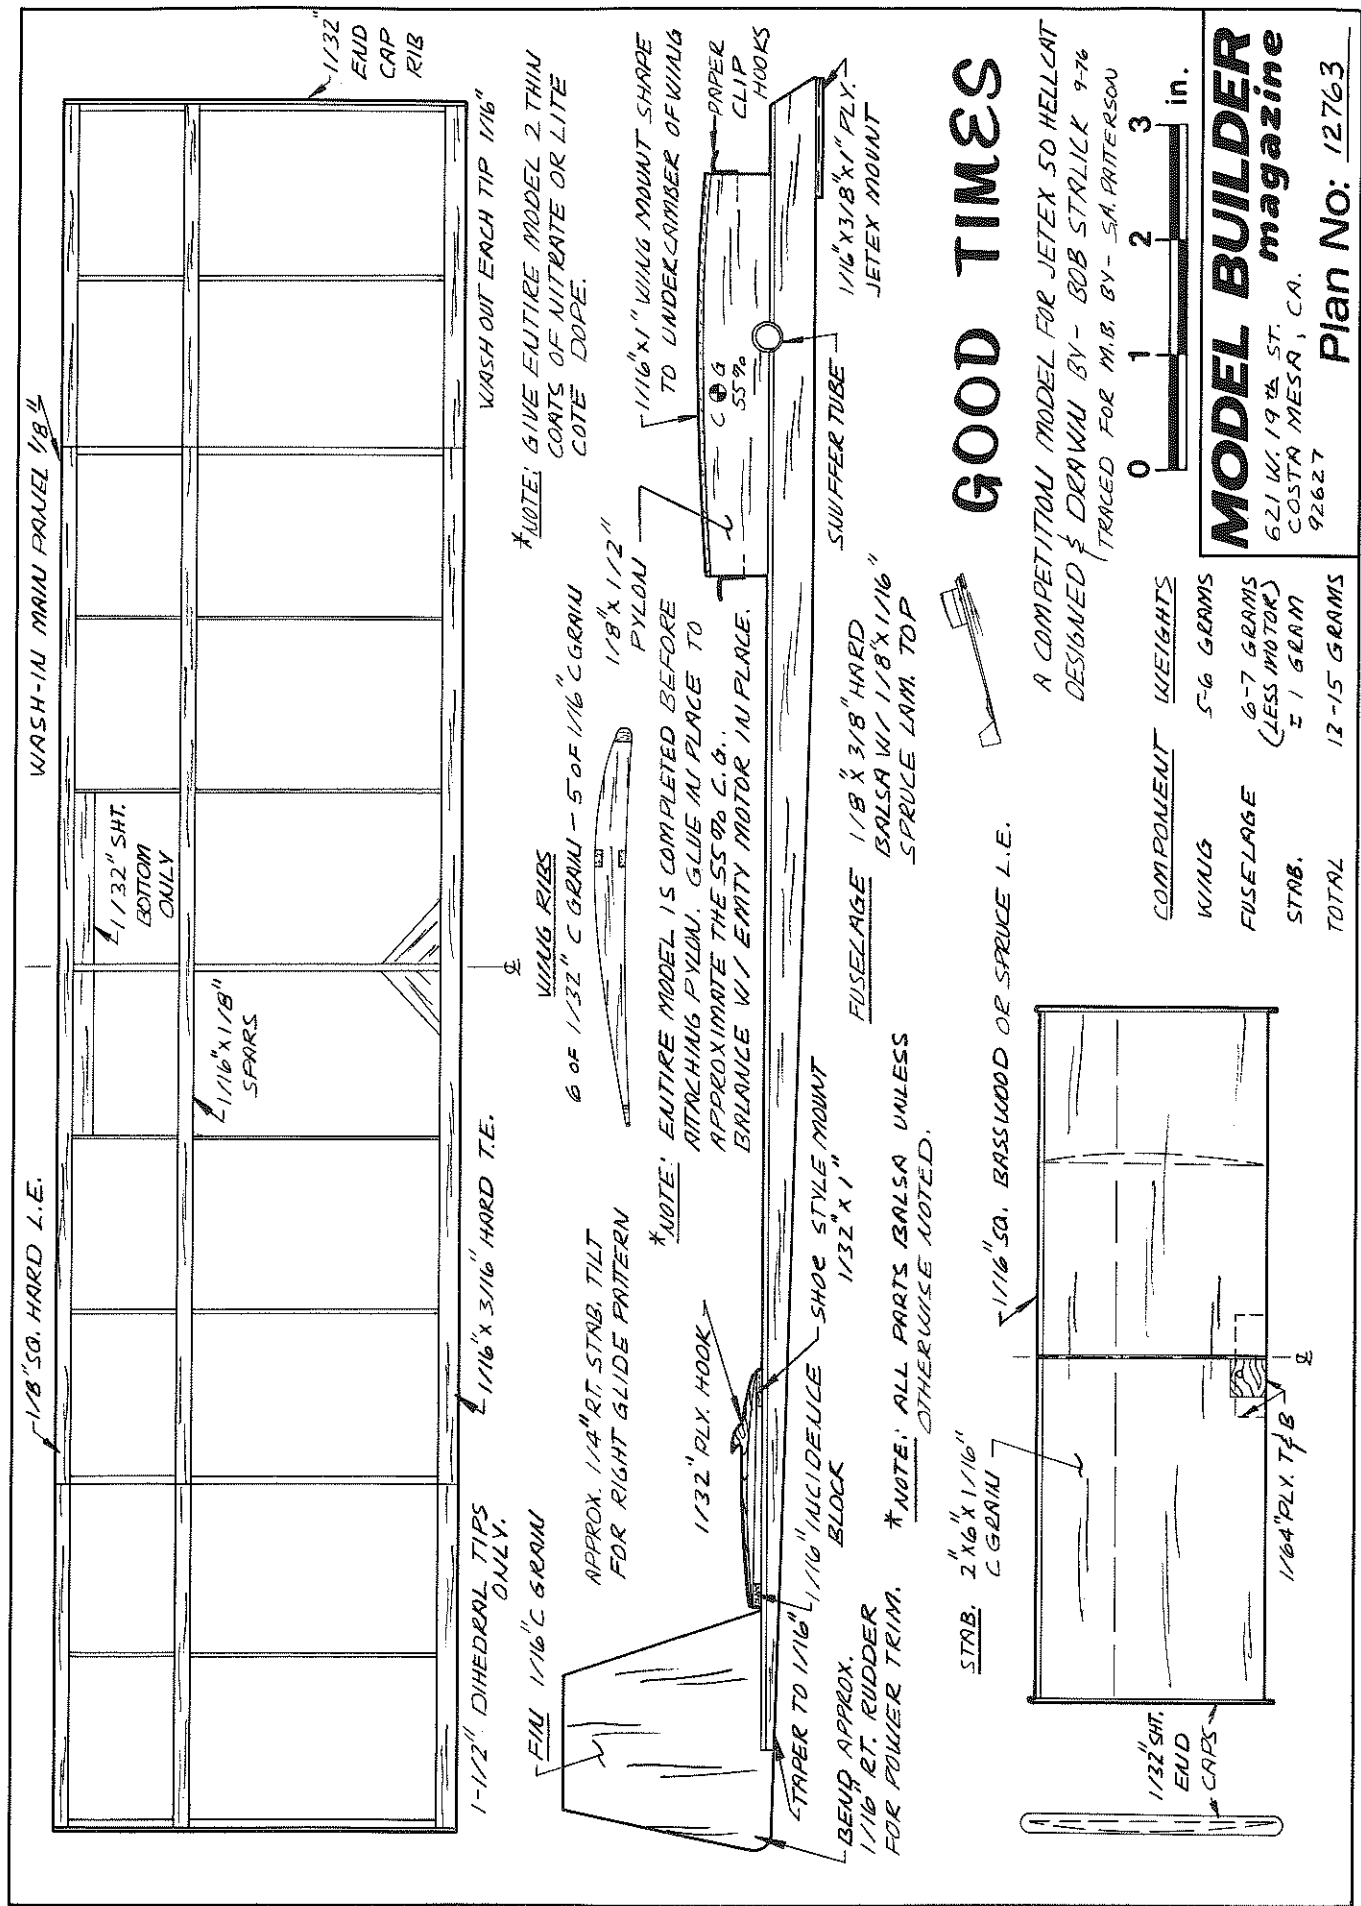 1/8" SQ. HARD L.E.
WASH-IN MAIN PANEL 1/8"
1/32"
END
CAP
RIB
1/32" SHT.
BOTTOM
ONLY
1/16" X 1/8"
SPARS
1-1/2" DIHEDRAL TIPS
ONLY.
1/16" X 3/16" HARD T.E.
℄
WASH OUT EACH TIP 1/16"
FIN 1/16" C GRAIN
WING RIBS
6 OF 1/32" C GRAIN - 5 OF 1/16" C GRAIN
*NOTE: GIVE ENTIRE MODEL 2 THIN
COATS OF NITRATE OR LITE
COTE DOPE.
APPROX. 1/4" RT. STAB. TILT
FOR RIGHT GLIDE PATTERN
1/8" X 1/2"
PYLON
1/16" X 1" WING MOUNT SHAPE
TO UNDERCAMBER OF WING
PAPER
CLIP
HOOKS
*NOTE: ENTIRE MODEL IS COMPLETED BEFORE
ATTACHING PYLON. GLUE IN PLACE TO
APPROXIMATE THE 55% C.G..
BALANCE W/ EMTY MOTOR IN PLACE.
1/32" PLY. HOOK
C G
55%
TAPER TO 1/16"
1/16" INCIDENCE
BLOCK
SHOE STYLE MOUNT
1/32" X 1"
SNUFFER TUBE
1/16" X 3/8" X 1" PLY.
JETEX MOUNT
BEND APPROX.
1/16" RT. RUDDER
FOR POWER TRIM.
*NOTE: ALL PARTS BALSA UNLESS
OTHERWISE NOTED.
FUSELAGE 1/8" X 3/8" HARD
BALSA W/ 1/8" X 1/16"
SPRUCE LAM. TOP
GOOD TIMES
STAB. 2" X 6" X 1/16"
C GRAIN
1/16" SQ. BASSWOOD OR SPRUCE L.E.
A COMPETITION MODEL FOR JETEX 50 HELLCAT
DESIGNED & DRAWN BY - BOB STALICK 9-76
TRACED FOR M.B. BY - S.A. PATERSON
0 1 2 3 in.
1/32" SHT.
END
CAPS
1/64" PLY. T & B
℄
COMPONENT WEIGHTS
WING 5-6 GRAMS
FUSELAGE 6-7 GRAMS
(LESS MOTOR)
STAB. = 1 GRAM
TOTAL 12-15 GRAMS
MODEL BUILDER
magazine
621 W. 19th ST.
COSTA MESA, CA.
92627
Plan No: 12763